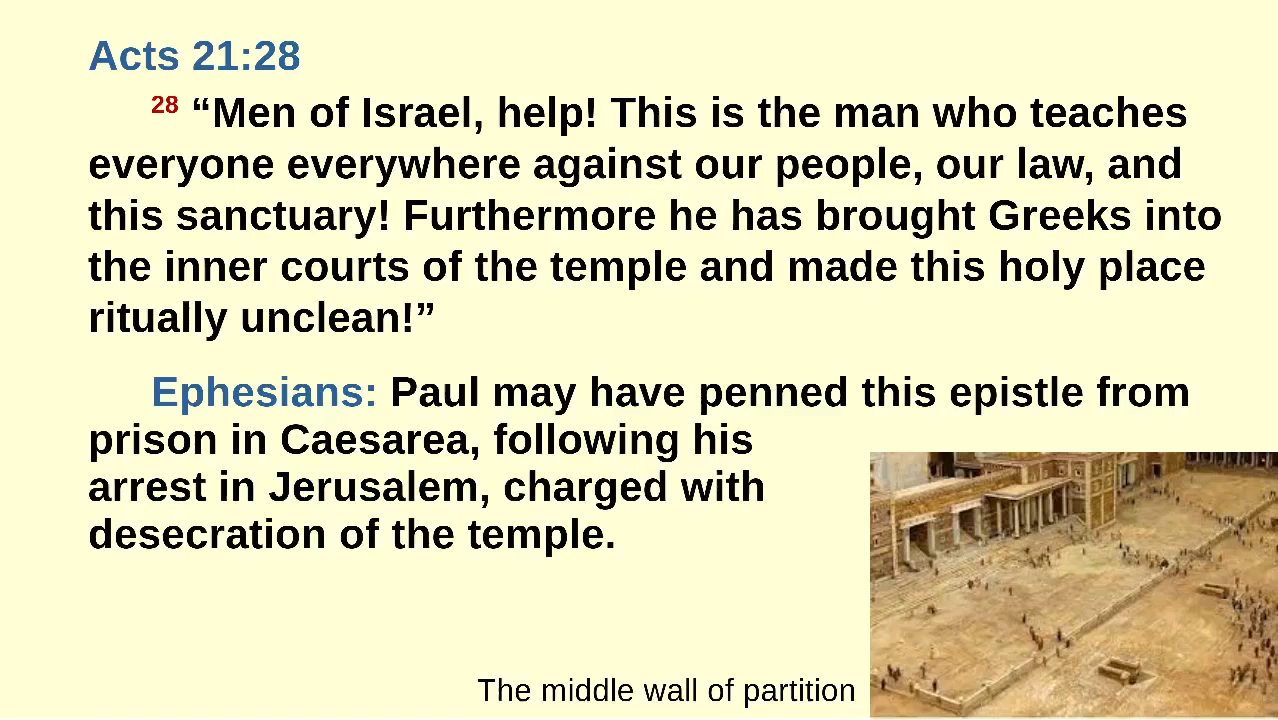 Acts 21:28
28 “Men of Israel, help! This is the man who teaches
everyone everywhere against our people, our law, and
this sanctuary! Furthermore he has brought Greeks into
the inner courts of the temple and made this holy place
ritually unclean!”
Ephesians: Paul may have penned this epistle from
prison in Caesarea, following his
arrest in Jerusalem, charged with
desecration of the temple.
The middle wall of partition